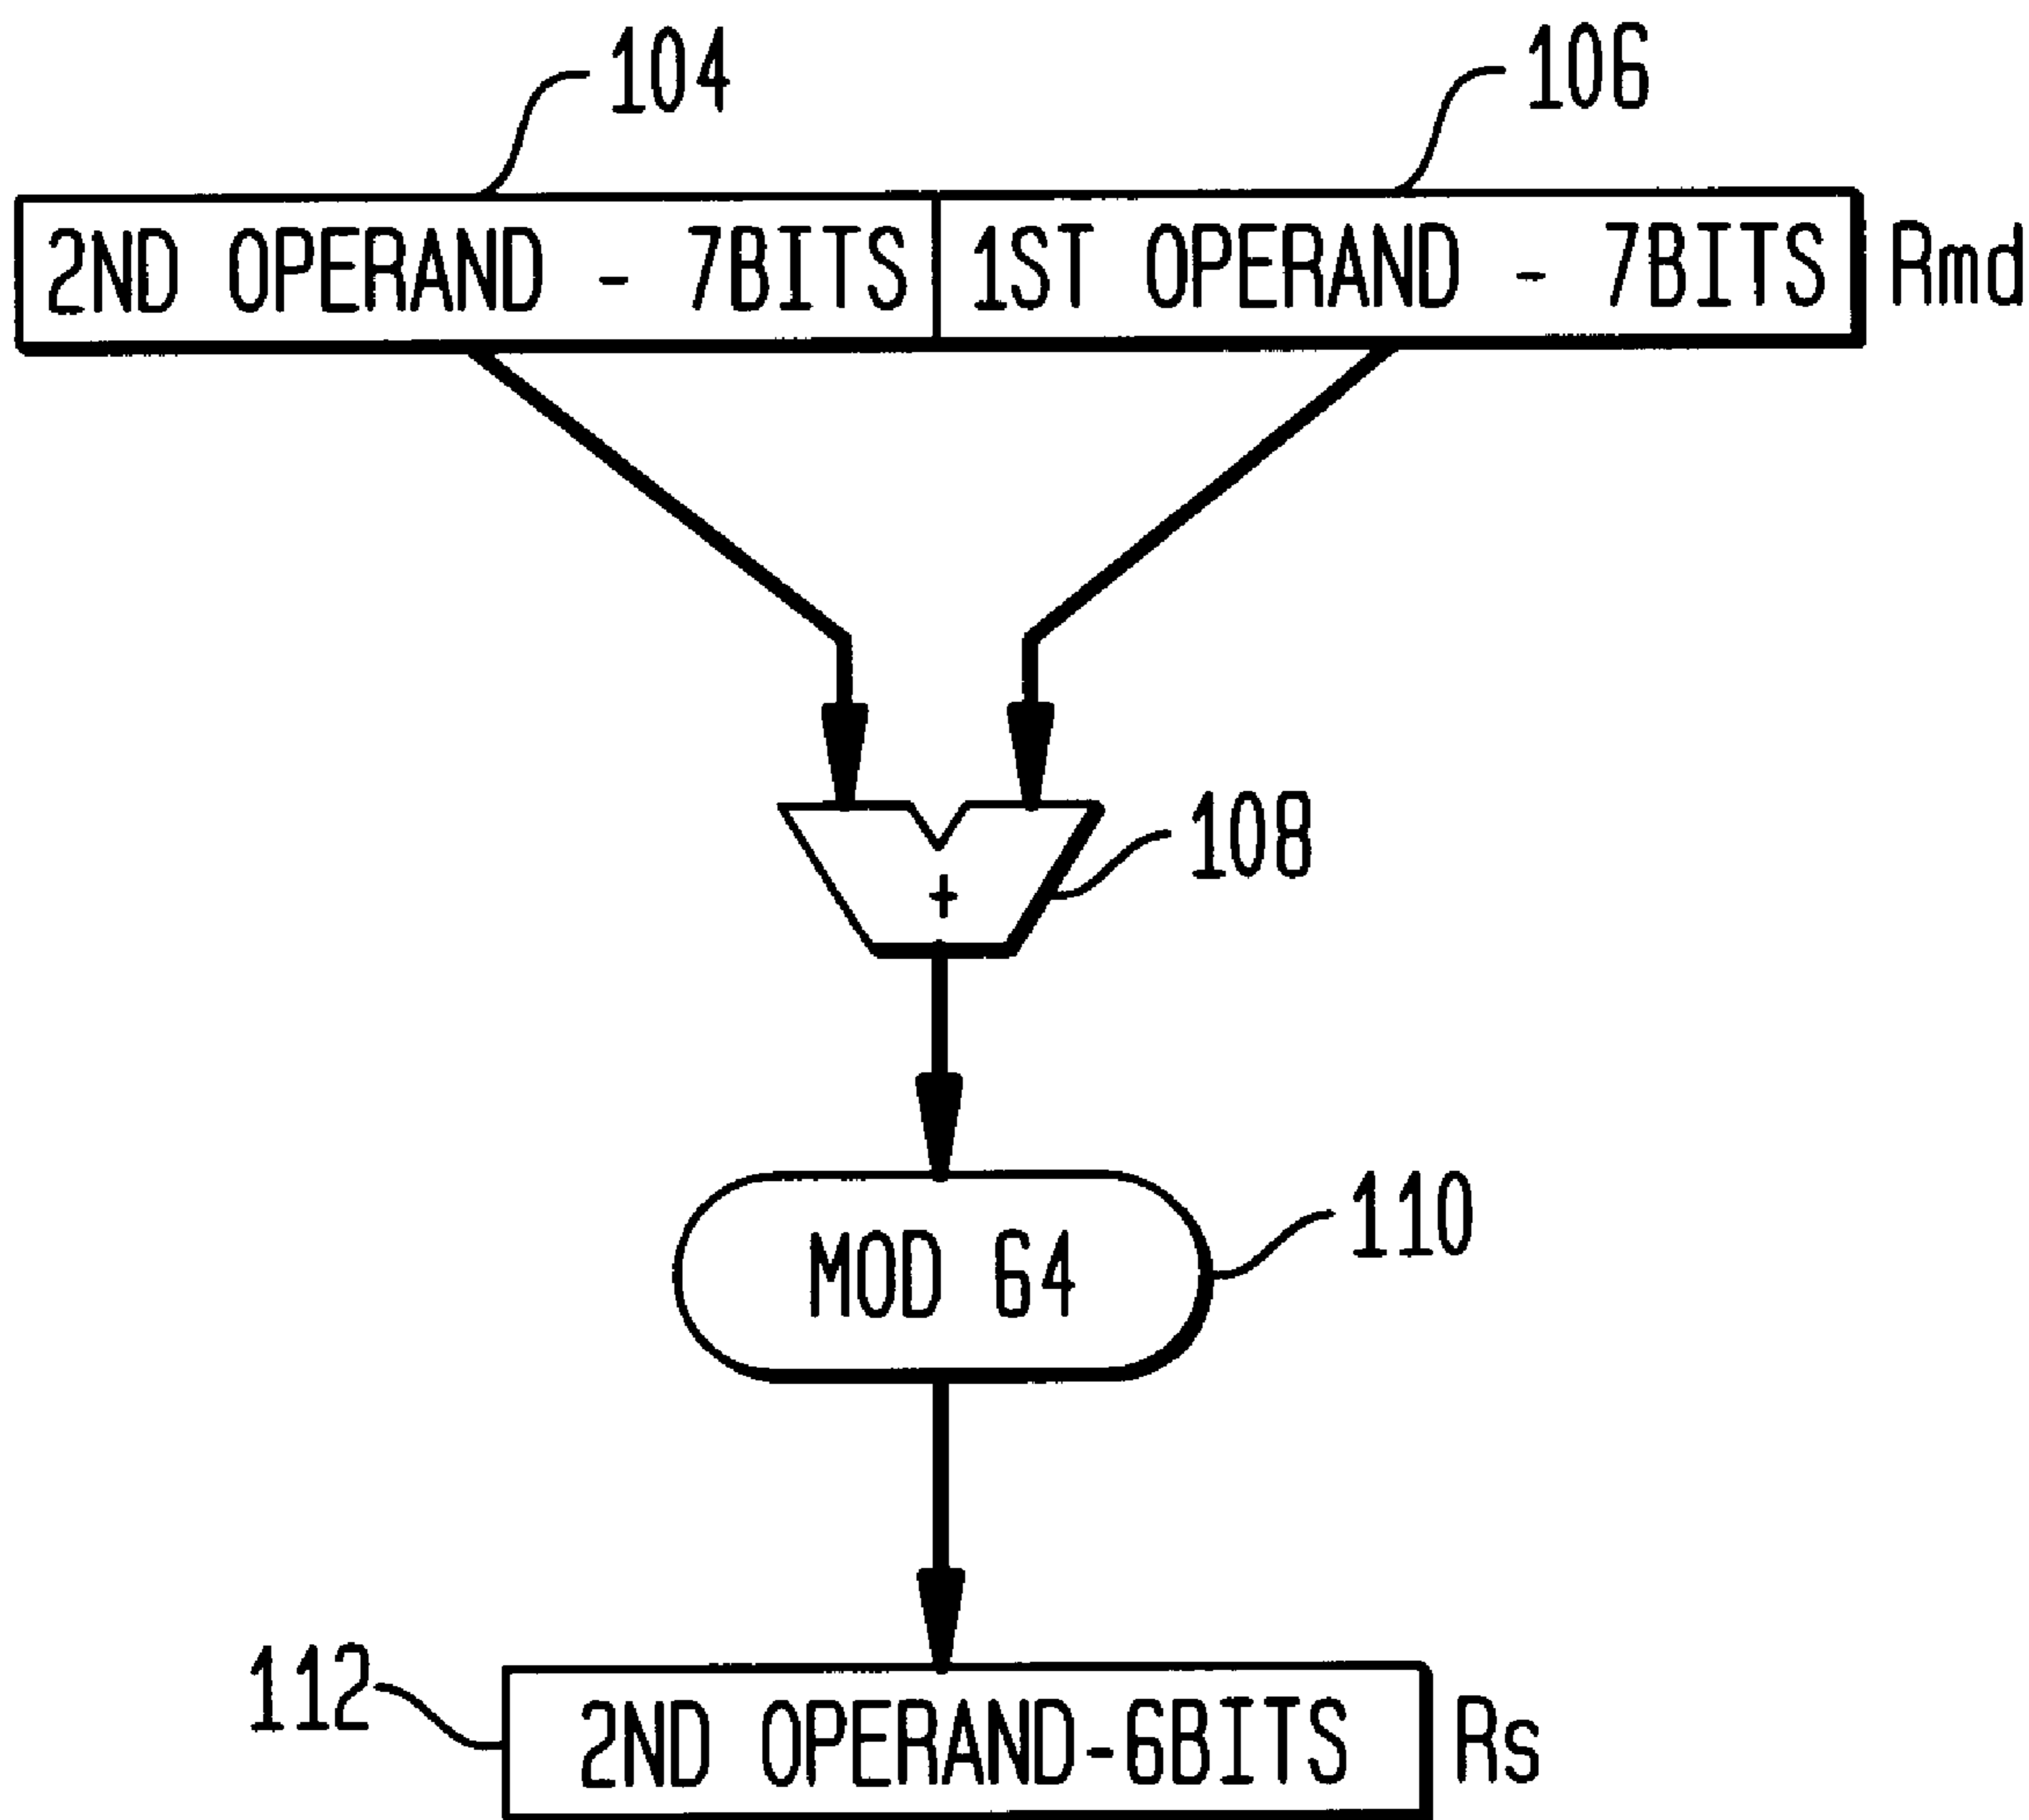 104
106
2ND OPERAND - 7BITS
1ST OPERAND - 7BITS
Rmd
+
108
MOD 64
110
112
2ND OPERAND-6BITS
Rs